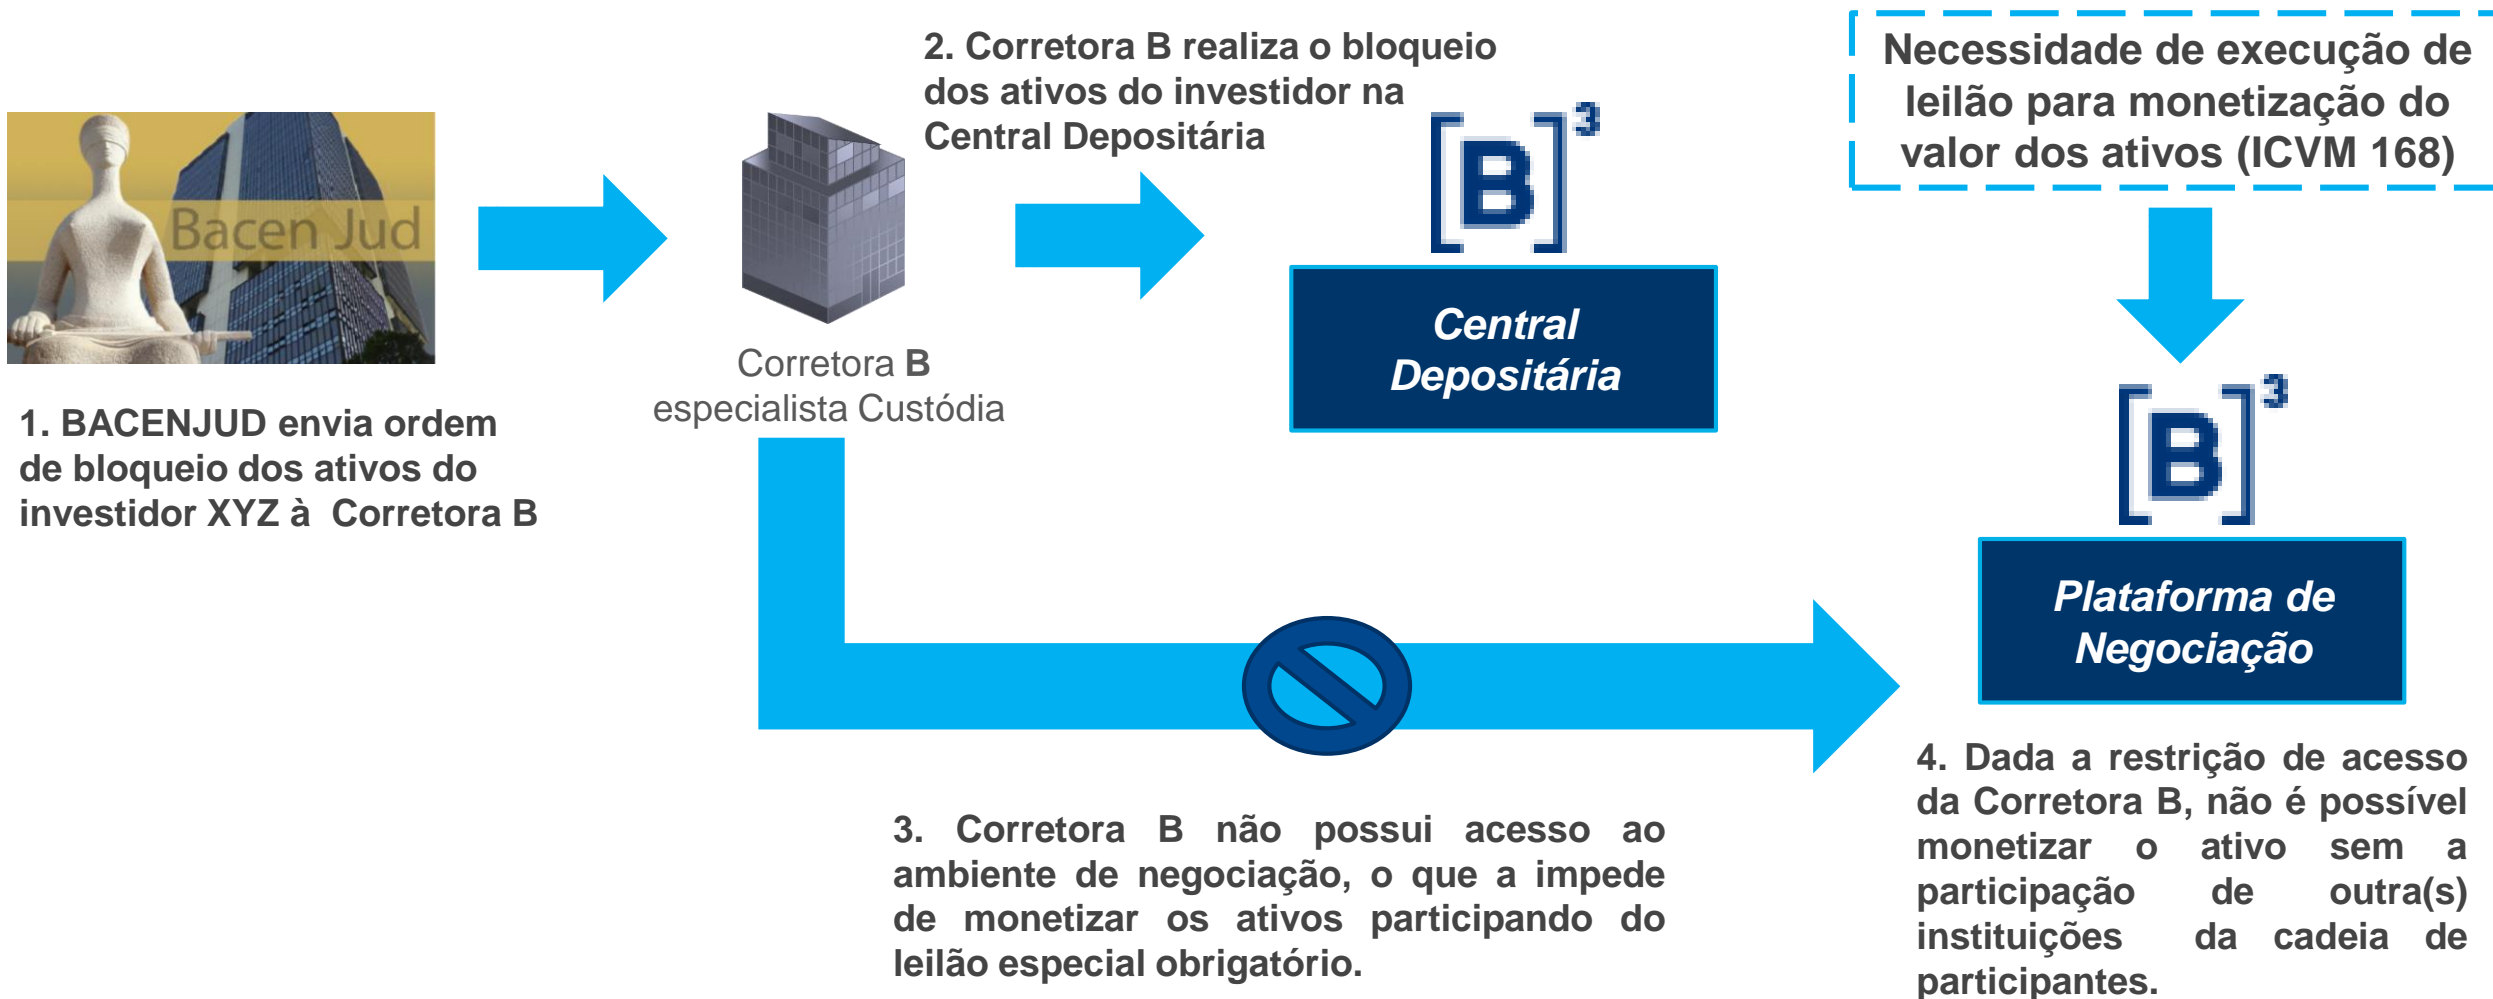 2. Corretora B realiza o bloqueio
dos ativos do investidor na
Central Depositária
Necessidade de execução de
leilão para monetização do
valor dos ativos (ICVM 168)
Bacen Jud
[B]³
Central
Depositária
Corretora B
especialista Custódia
1. BACENJUD envia ordem
de bloqueio dos ativos do
investidor XYZ à Corretora B
[B]³
Plataforma de
Negociação
3. Corretora B não possui acesso ao
ambiente de negociação, o que a impede
de monetizar os ativos participando do
leilão especial obrigatório.
4. Dada a restrição de acesso
da Corretora B, não é possível
monetizar o ativo sem a
participação de outra(s)
instituições da cadeia de
participantes.